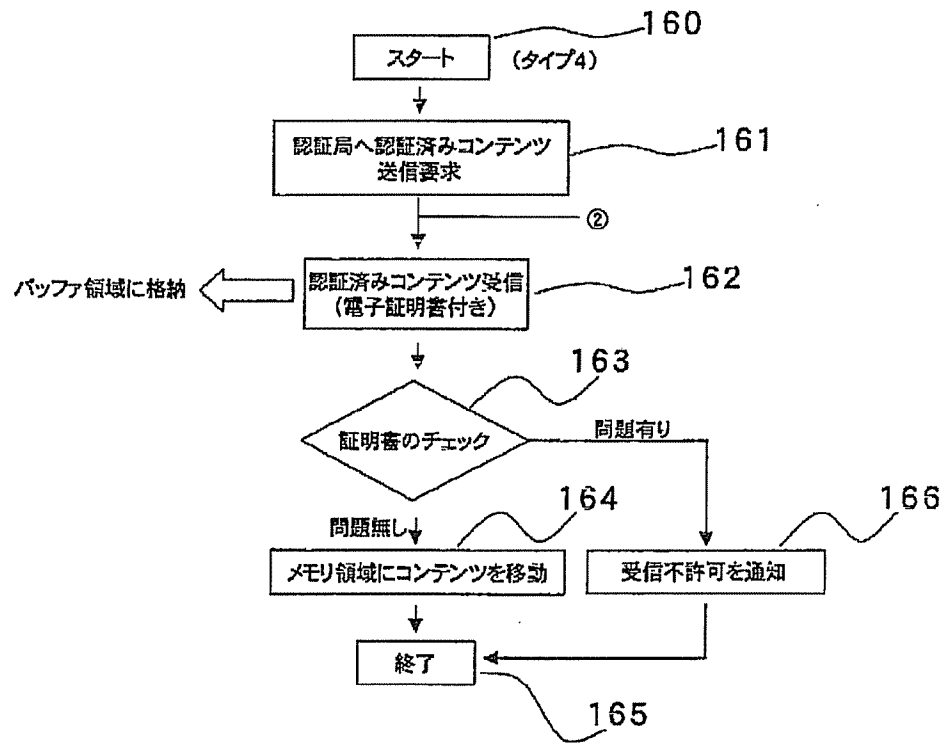 160
スタート
(タイプ4)
認証局へ認証済みコンテンツ
送信要求
161
②
バッファ領域に格納
認証済みコンテンツ受信
(電子証明書付き)
162
163
証明書のチェック
問題有り
問題無し
164
166
メモリ領域にコンテンツを移動
受信不許可を通知
終了
165